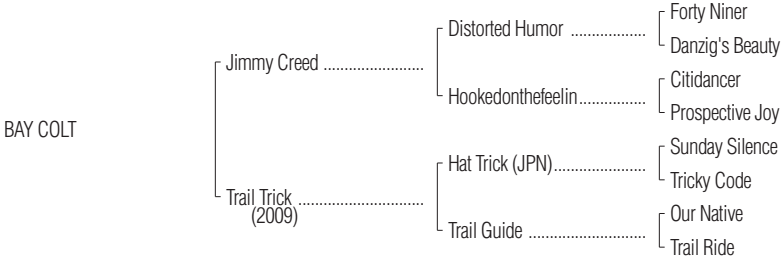 Forty Niner
Distorted Humor ..................
Danzig's Beauty
Jimmy Creed ........................
Citidancer
Hookedonthefeelin................
Prospective Joy
BAY COLT
Sunday Silence
Hat Trick (JPN)......................
Tricky Code
Trail Trick ..............................
(2009)
Our Native
Trail Guide ............................
Trail Ride